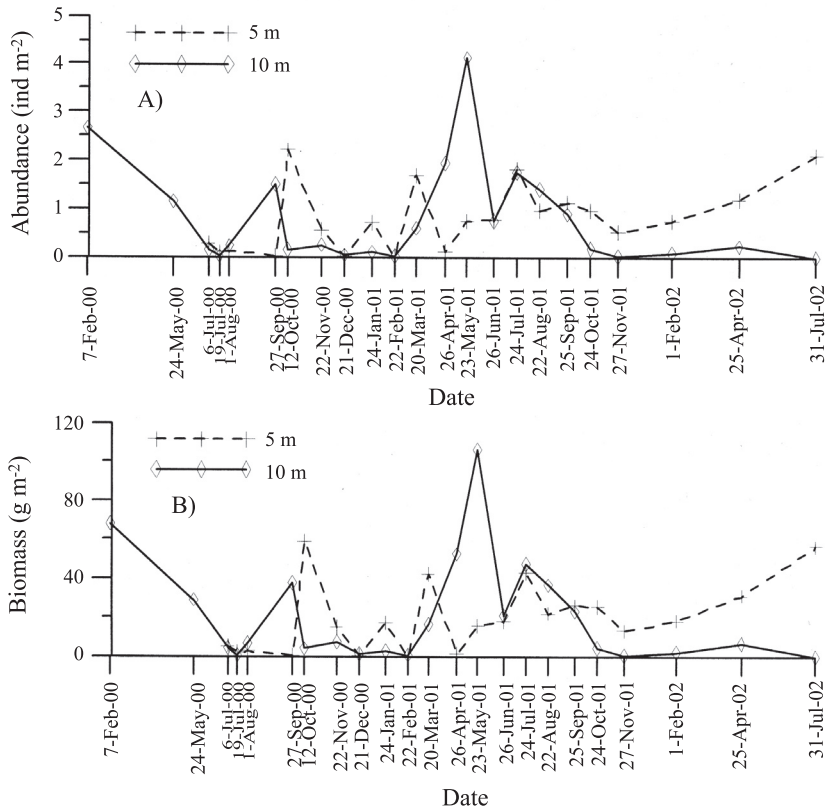 5
4
3
2
1
0
Abundance (ind m-2)
5 m
10 m
A)
7-Feb-00
24-May-00
6-Jul-00
19-Jul-00
1-Aug-00
27-Sep-00
12-Oct-00
22-Nov-00
21-Dec-00
24-Jan-01
22-Feb-01
20-Mar-01
26-Apr-01
23-May-01
26-Jun-01
24-Jul-01
22-Aug-01
25-Sep-01
24-Oct-01
27-Nov-01
1-Feb-02
25-Apr-02
31-Jul-02
Date
120
80
40
0
Biomass (g m-2)
5 m
10 m
B)
7-Feb-00
24-May-00
6-Jul-00
19-Jul-00
1-Aug-00
27-Sep-00
12-Oct-00
22-Nov-00
21-Dec-00
24-Jan-01
22-Feb-01
20-Mar-01
26-Apr-01
23-May-01
26-Jun-01
24-Jul-01
22-Aug-01
25-Sep-01
24-Oct-01
27-Nov-01
1-Feb-02
25-Apr-02
31-Jul-02
Date